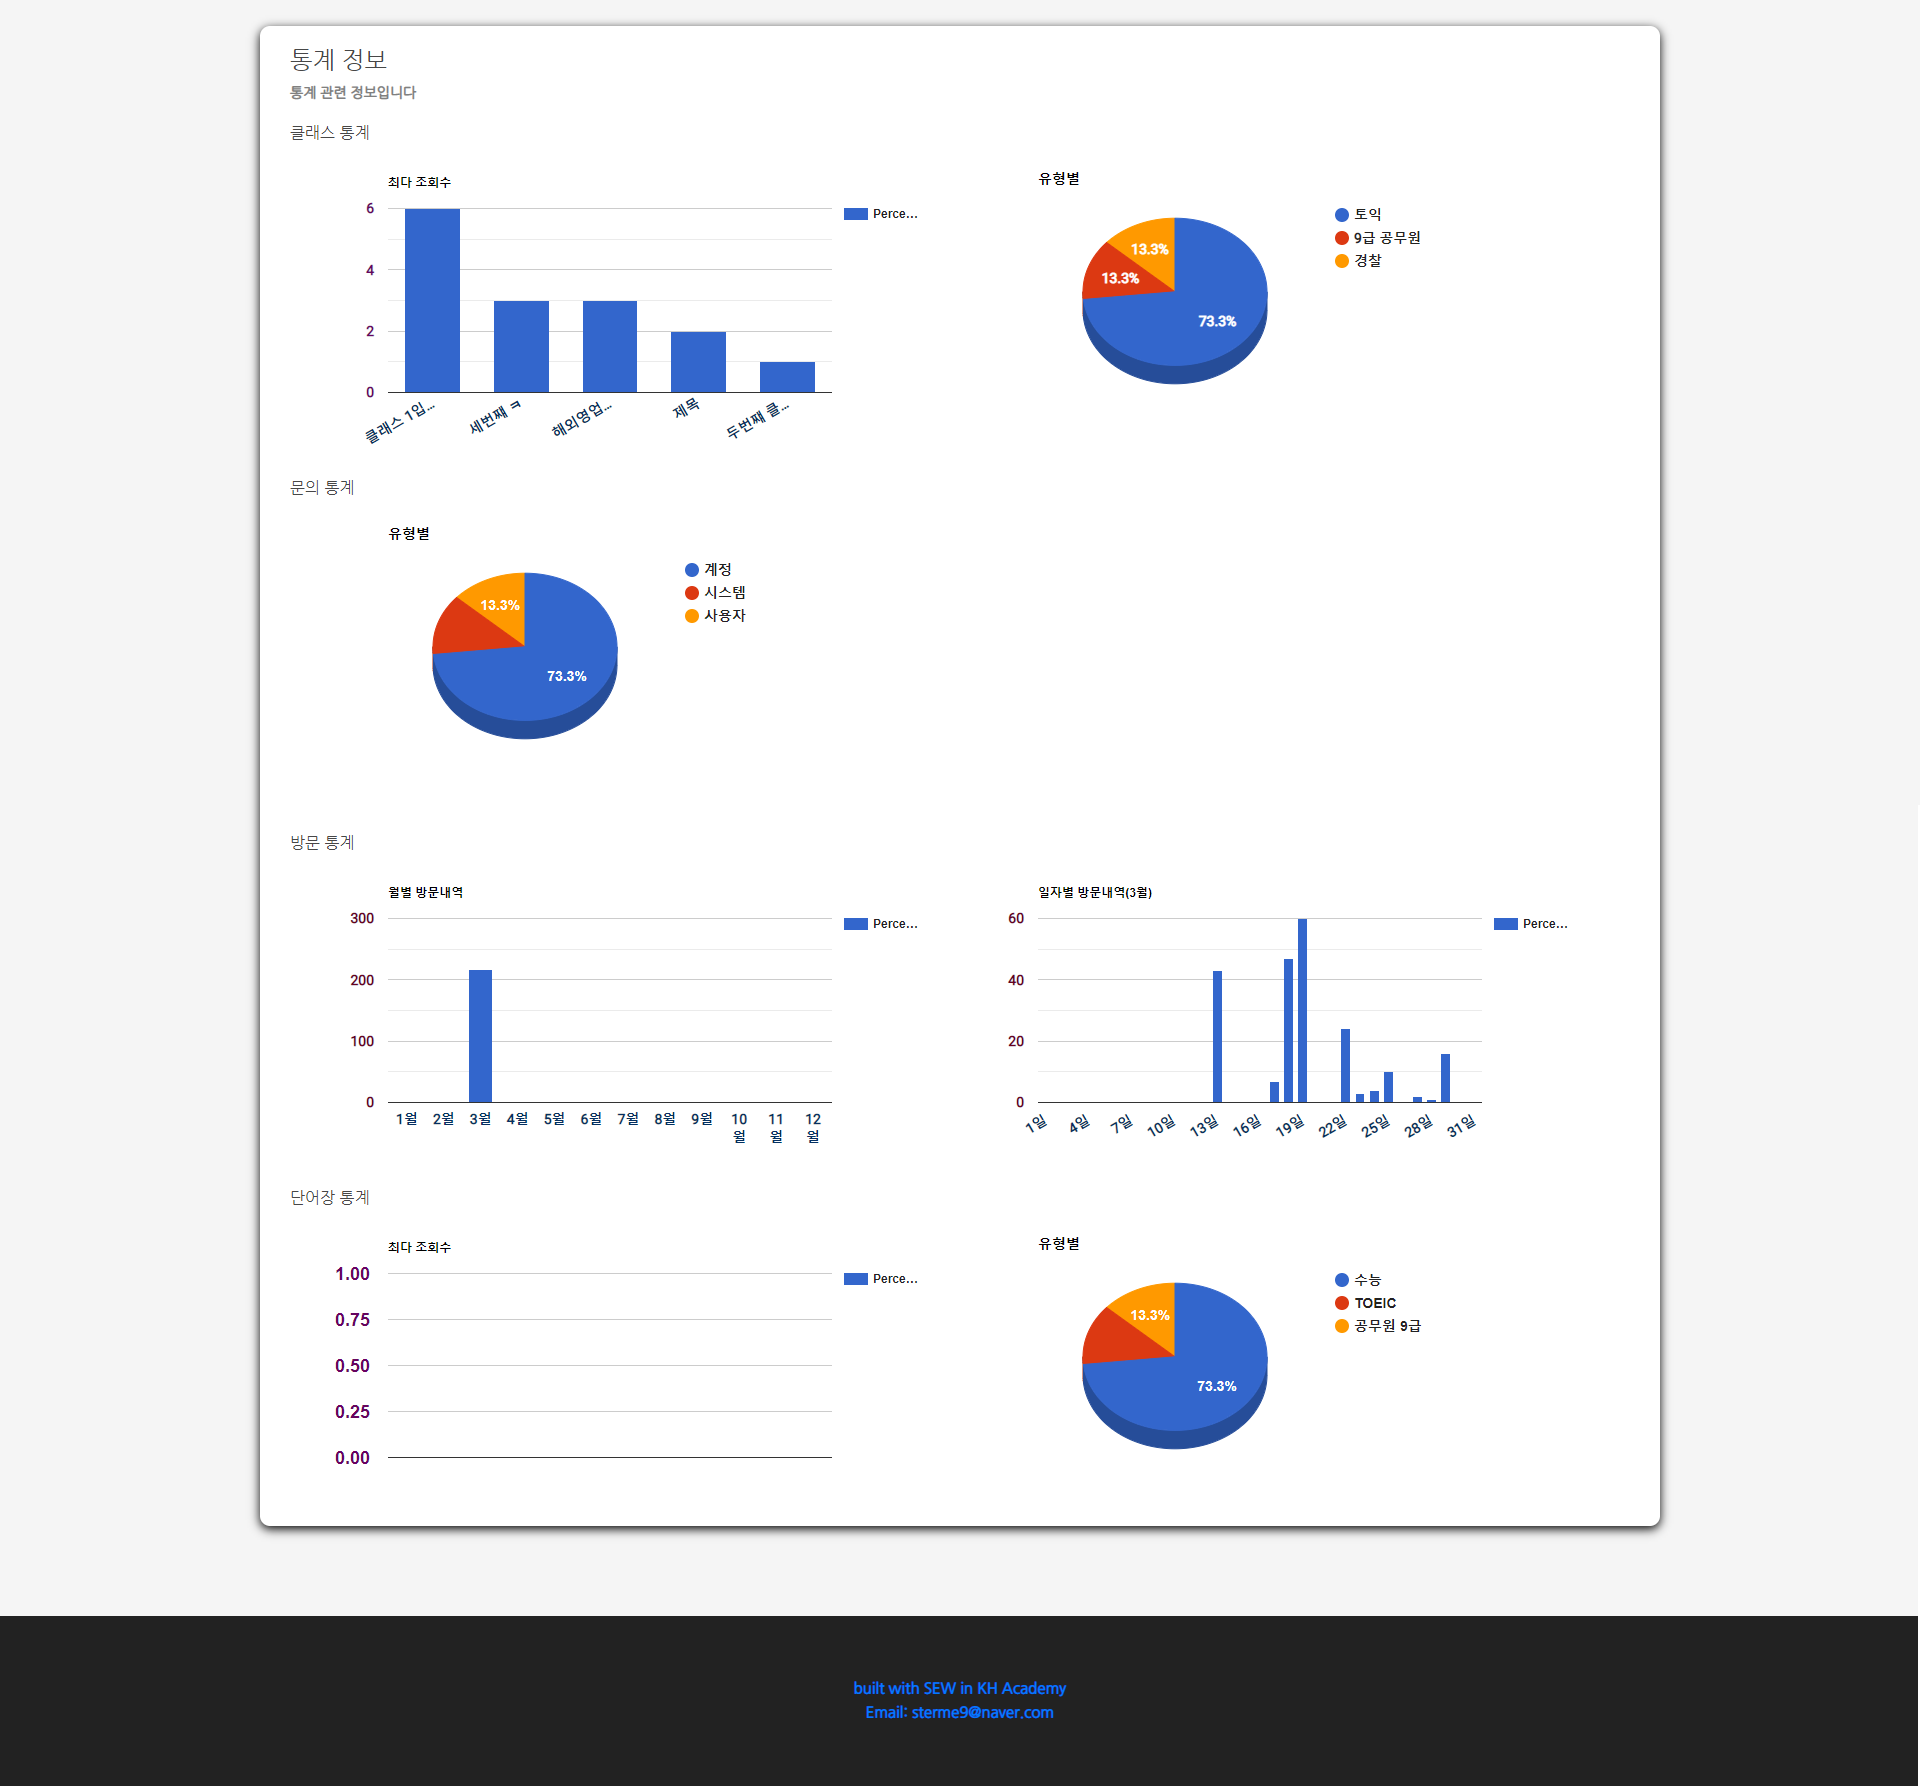 통계 정보
통계 관련 정보입니다
클래스 통계
최다 조회수
6
4
2
0
Perce...
클래스 1입...
세번째 ㅋ
해외영업...
제목
두번째 클...
유형별
13.3%
13.3%
73.3%
토익
9급 공무원
경찰
문의 통계
유형별
13.3%
73.3%
계정
시스템
사용자
방문 통계
월별 방문내역
300
200
100
0
Perce...
1월 2월 3월 4월 5월 6월 7월 8월 9월 10월 11월 12월
일자별 방문내역(3월)
60
40
20
0
Perce...
1일 4일 7일 10일 13일 16일 19일 22일 25일 28일 31일
단어장 통계
최다 조회수
1.00
0.75
0.50
0.25
0.00
Perce...
유형별
13.3%
73.3%
수능
TOEIC
공무원 9급
built with SEW in KH Academy
Email: sterme9@naver.com